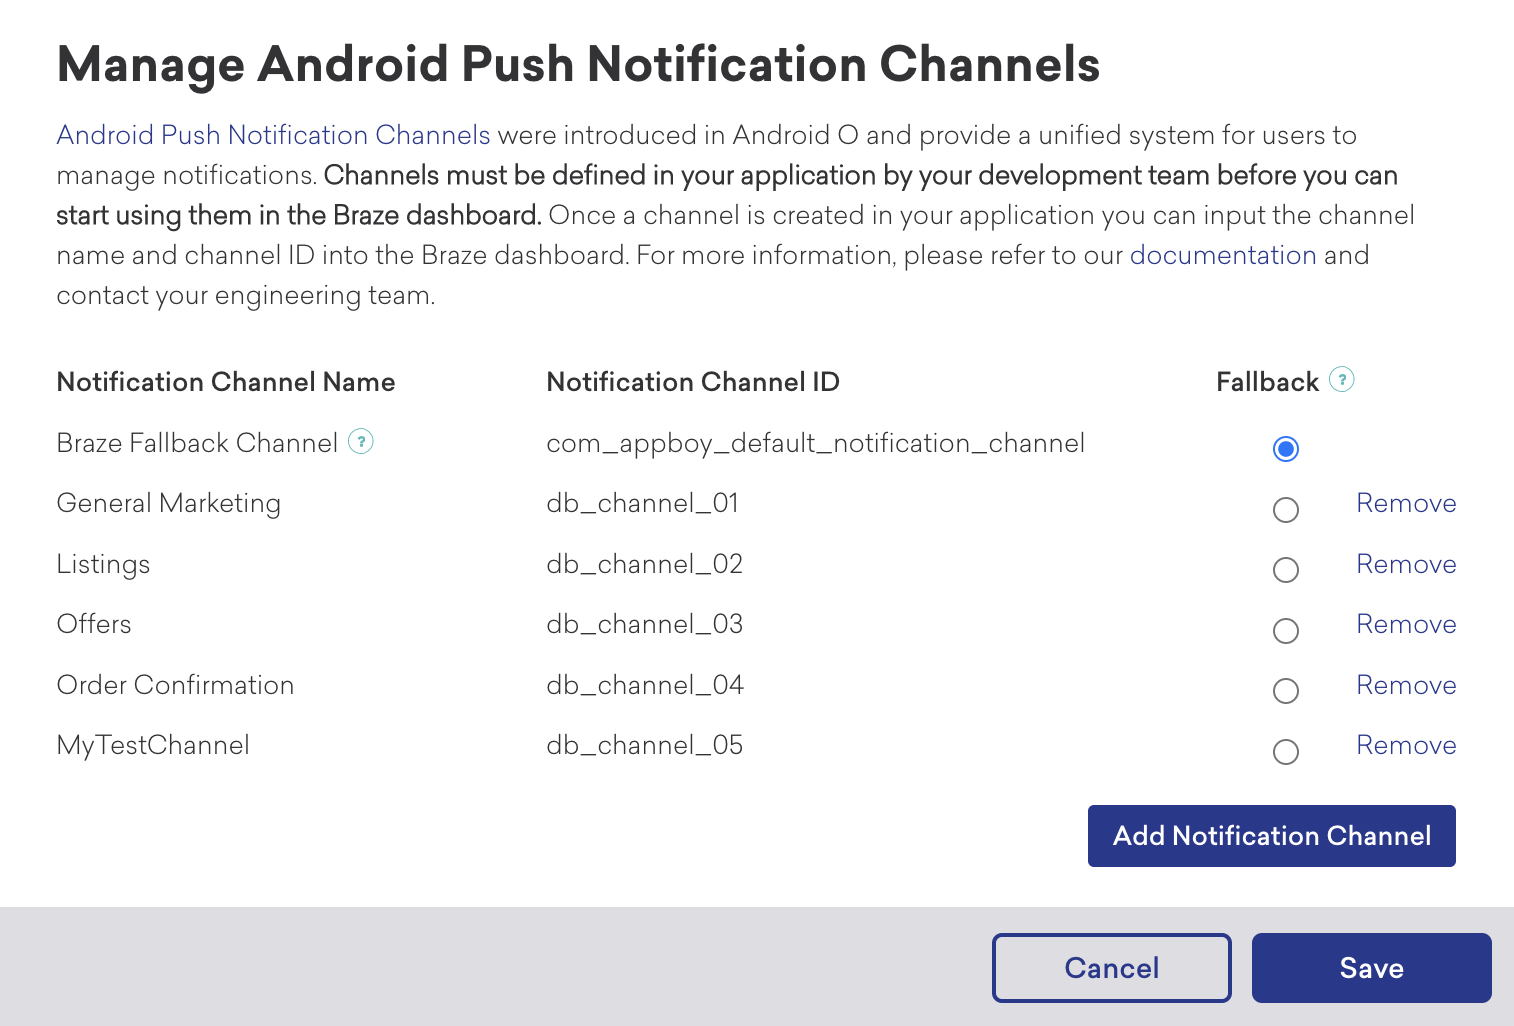 Manage Android Push Notification Channels
Android Push Notification Channels were introduced in Android O and provide a unified system for users to
manage notifications. Channels must be defined in your application by your development team before you can
start using them in the Braze dashboard. Once a channel is created in your application you can input the channel
name and channel ID into the Braze dashboard. For more information, please refer to our documentation and
contact your engineering team.
Notification Channel Name Notification Channel ID Fallback ?
Braze Fallback Channel ? com_appboy_default_notification_channel
General Marketing db_channel_01 Remove
Listings db_channel_02 Remove
Offers db_channel_03 Remove
Order Confirmation db_channel_04 Remove
MyTestChannel db_channel_05 Remove
Add Notification Channel
Cancel Save